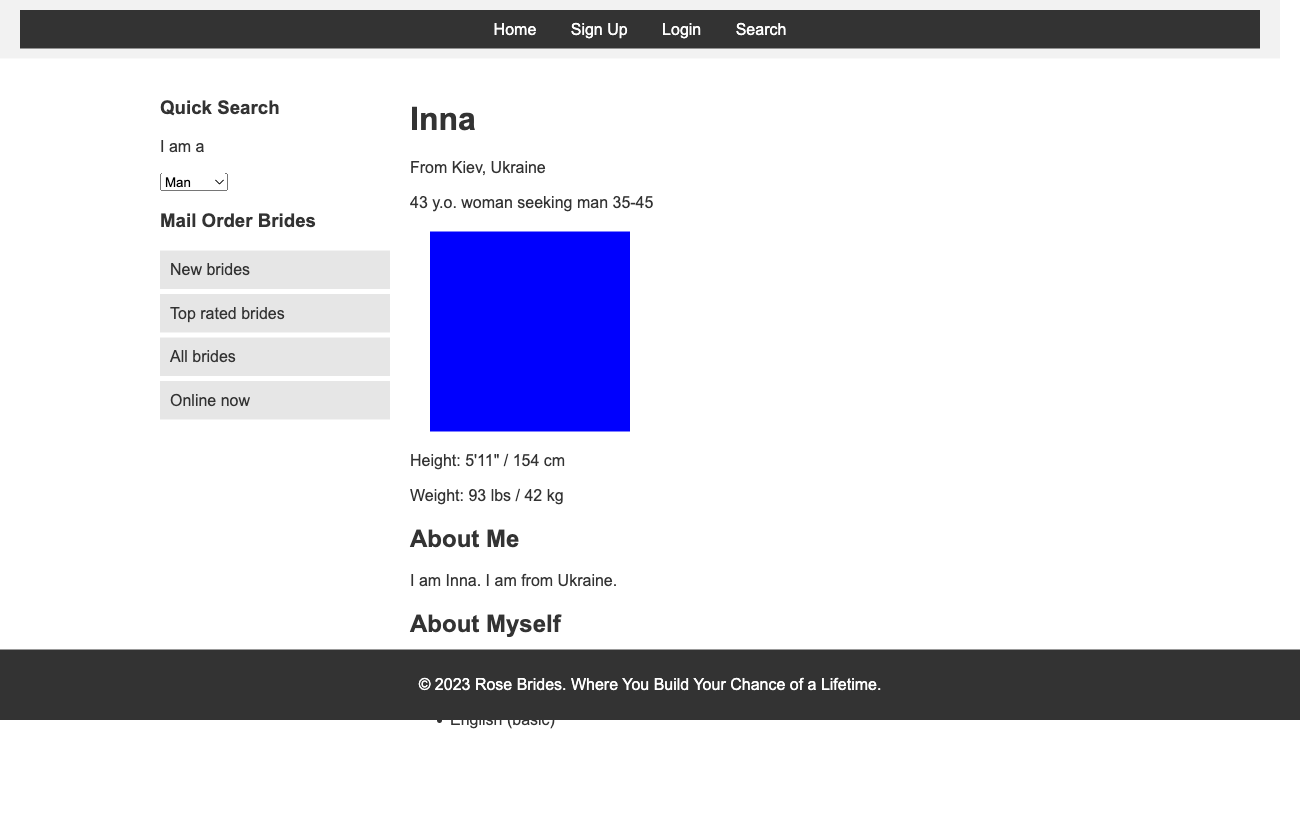 Home Sign Up Login Search
Quick Search
I am a
Man
Mail Order Brides
New brides
Top rated brides
All brides
Online now
Inna
From Kiev, Ukraine
43 y.o. woman seeking man 35-45
Height: 5'11" / 154 cm
Weight: 93 lbs / 42 kg
About Me
I am Inna. I am from Ukraine.
About Myself
© 2023 Rose Brides. Where You Build Your Chance of a Lifetime.
English (basic)